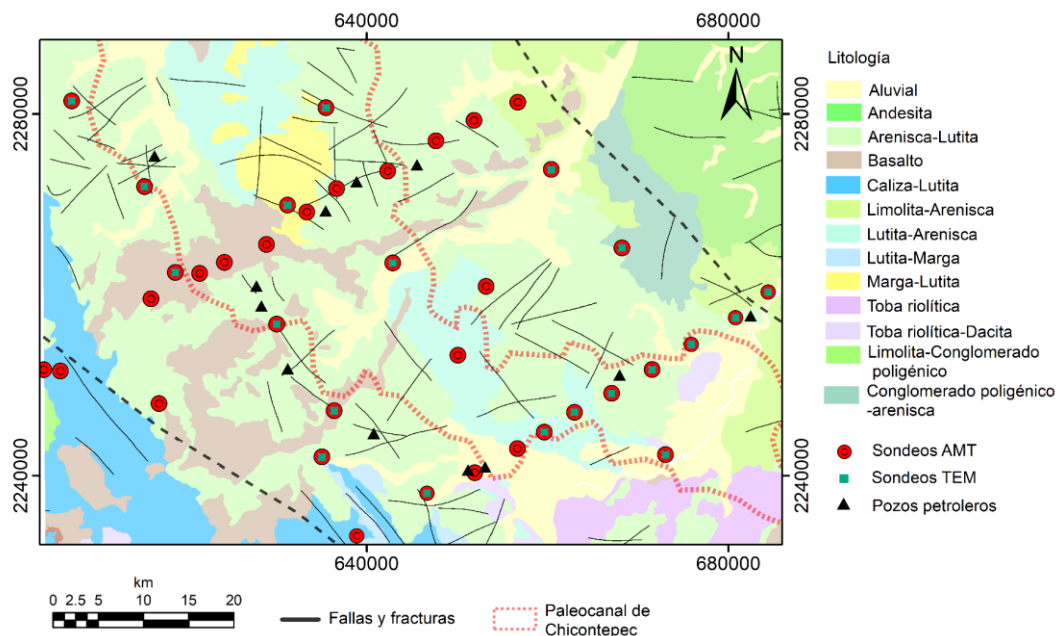 640000
680000
2280000
2240000
N
2280000
2240000
640000
680000
Litología
Aluvial
Andesita
Arenisca-Lutita
Basalto
Caliza-Lutita
Limolita-Arenisca
Lutita-Arenisca
Lutita-Marga
Marga-Lutita
Toba riolítica
Toba riolítica-Dacita
Limolita-Conglomerado
poligénico
Conglomerado poligénico
-arenisca
Sondeos AMT
Sondeos TEM
Pozos petroleros
km
0 2.5 5 10 15 20
Fallas y fracturas
Paleocanal de
Chicontepec